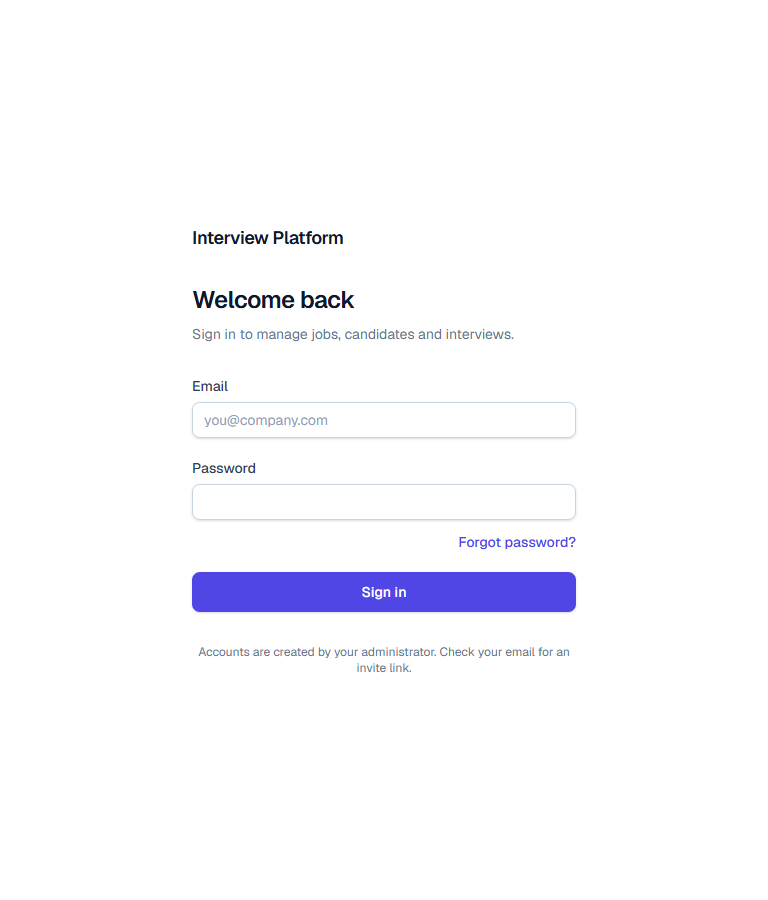 Interview Platform
Welcome back
Sign in to manage jobs, candidates and interviews.
Email
you@company.com
Password
Forgot password?
Sign in
Accounts are created by your administrator. Check your email for an
invite link.